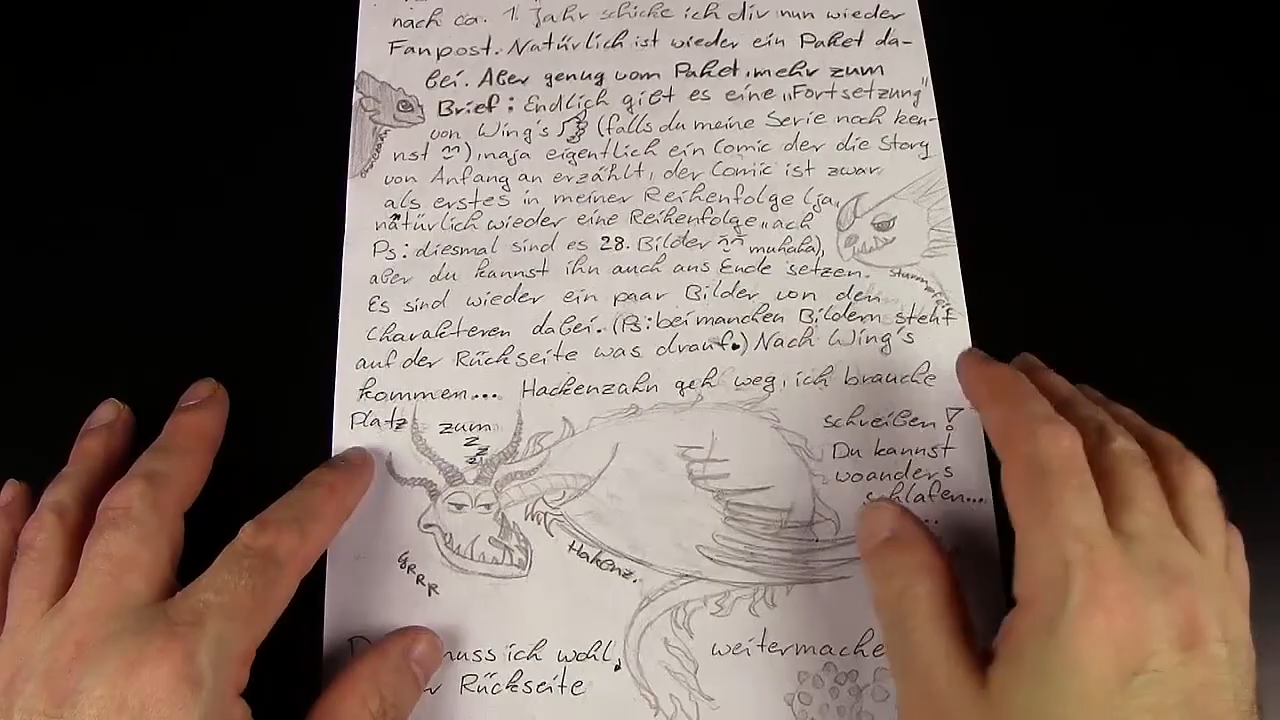 nach ca. 1. Jahr schicke ich dir nun wieder
Fanpost. Natürlich ist wieder ein Paket da-
bei. Aber genug vom Paket, mehr zum
Brief: Endlich gibt es eine „Fortsetzung"
von Wing's (falls du meine Serie noch ken-
nst ^^), naja eigentlich ein Comic der die Story
von Anfang an erzählt, der Comic ist zwar
als erstes in meiner Reihenfolge (ja,
natürlich wieder eine Reihenfolge, ach
Ps: diesmal sind es 28. Bilder ^^ muhaha),
aber du kannst ihn auch ans Ende setzen.
Es sind wieder ein paar Bilder von den
Charakteren dabei. (Ps: bei manchen Bildern steht
auf der Rückseite was drauf.) Nach Wing's
kommen... Hackenzahn geh weg, ich brauche
Platz zum schreiben!
z
z
z
Du kannst
woanders
schlafen...
GRRR
Hakenz.
muss ich wohl,
weitermache
Rückseite